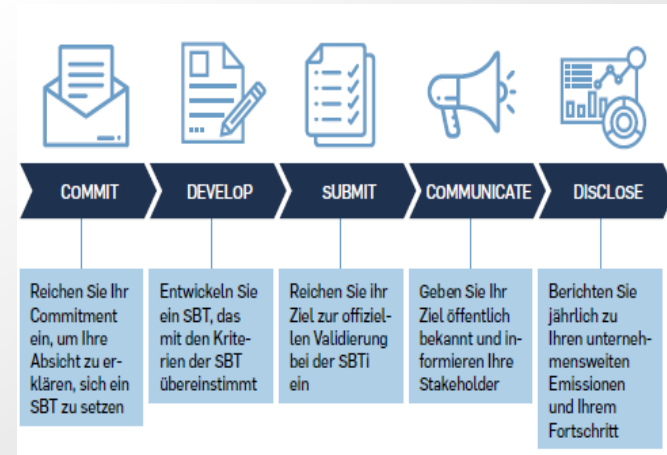 COMMIT
DEVELOP
SUBMIT
COMMUNICATE
DISCLOSE
Reichen Sie Ihr
Commitment
ein, um Ihre
Absicht zu er-
klären, sich ein
SBT zu setzen
Entwickeln Sie
ein SBT, das
mit den Krite-
rien der SBT
übereinstimmt
Reichen Sie ihr
Ziel zur offiziel-
len Validierung
bei der SBTi
ein
Geben Sie Ihr
Ziel öffentlich
bekannt und in-
formieren Ihre
Stakeholder
Berichten Sie
jährlich zu
Ihren unterneh-
mensweiten
Emissionen
und Ihrem
Fortschritt